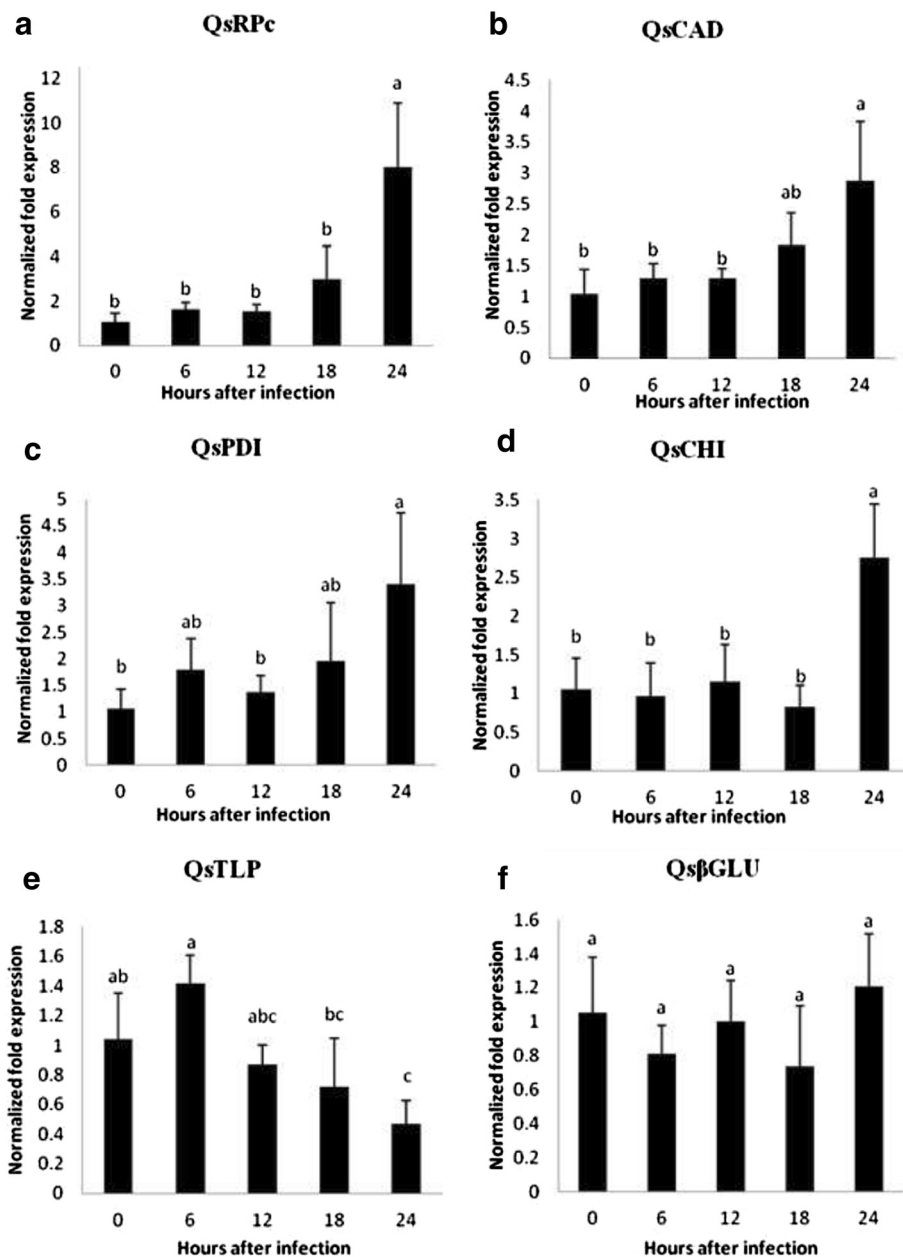 a
QsRPc
Normalized fold expression
12
10
8
6
4
2
0
b
b
b
b
a
0 6 12 18 24
Hours after infection
b
QsCAD
Normalized fold expression
4.5
4
3.5
3
2.5
2
1.5
1
0.5
0
b
b
b
ab
a
0 6 12 18 24
Hours after infection
c
QsPDI
Normalized fold expression
5
4.5
4
3.5
3
2.5
2
1.5
1
0.5
0
b
ab
b
ab
a
0 6 12 18 24
Hours after infection
d
QsCHI
Normalized fold expression
3.5
3
2.5
2
1.5
1
0.5
0
b
b
b
b
a
0 6 12 18 24
Hours after infection
e
QsTLP
Normalized fold expression
1.8
1.6
1.4
1.2
1
0.8
0.6
0.4
0.2
0
ab
a
abc
bc
c
0 6 12 18 24
Hours after infection
f
QsβGLU
Normalized fold expression
1.6
1.4
1.2
1
0.8
0.6
0.4
0.2
0
a
a
a
a
a
0 6 12 18 24
Hours after infection